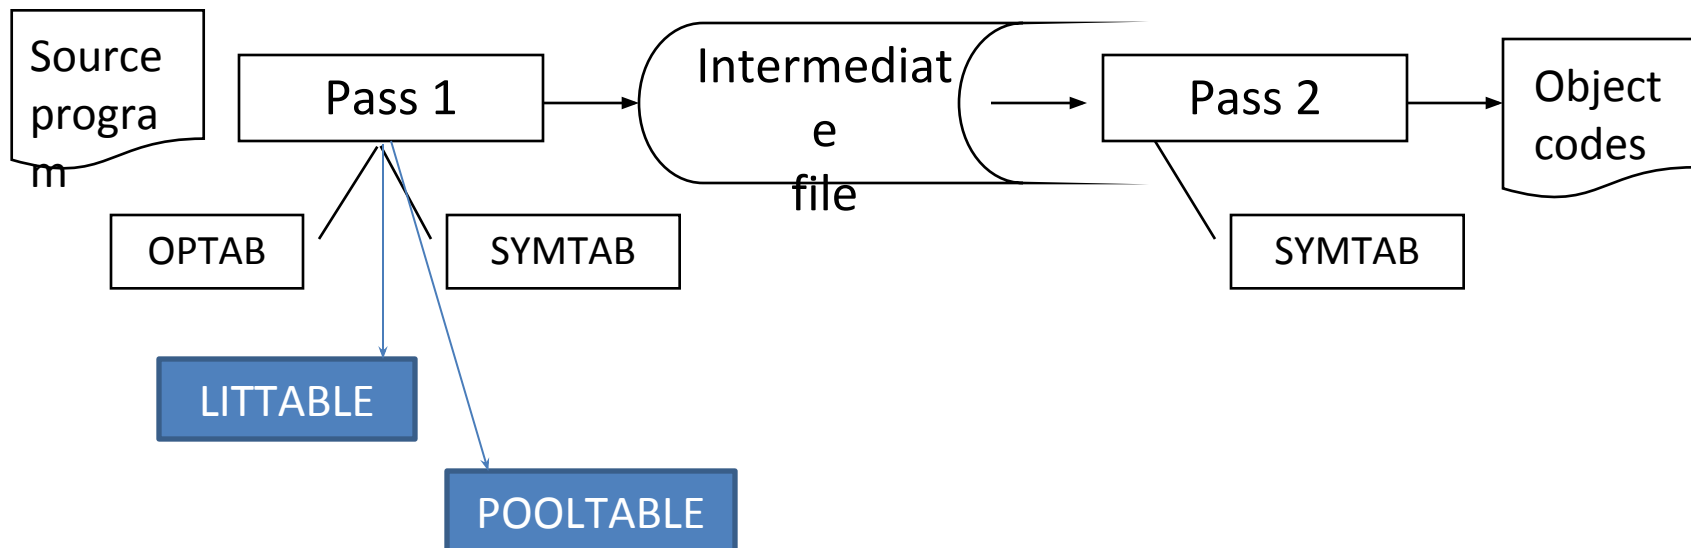 Source
progra
m
Pass 1
Intermediat
e
file
Pass 2
Object
codes
OPTAB
SYMTAB
SYMTAB
LITTABLE
POOLTABLE